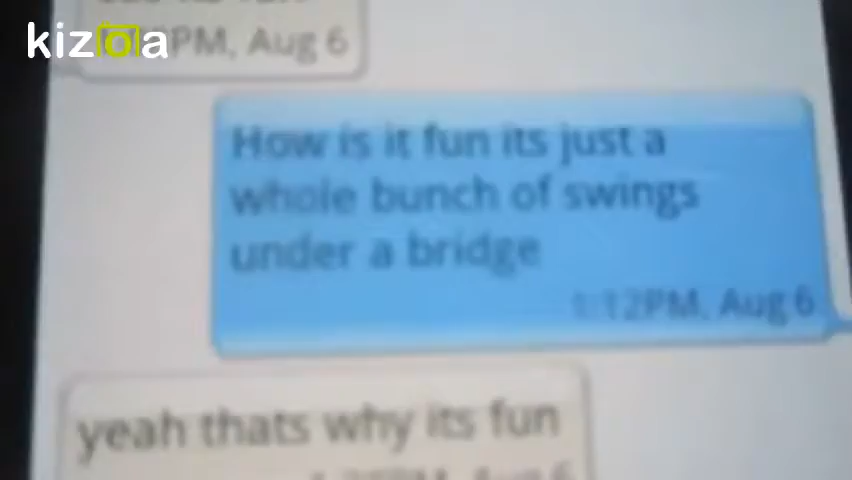 kizoa
PM, Aug 6
How is it fun its just a
whole bunch of swings
under a bridge
1:12PM, Aug 6
yeah thats why its fun